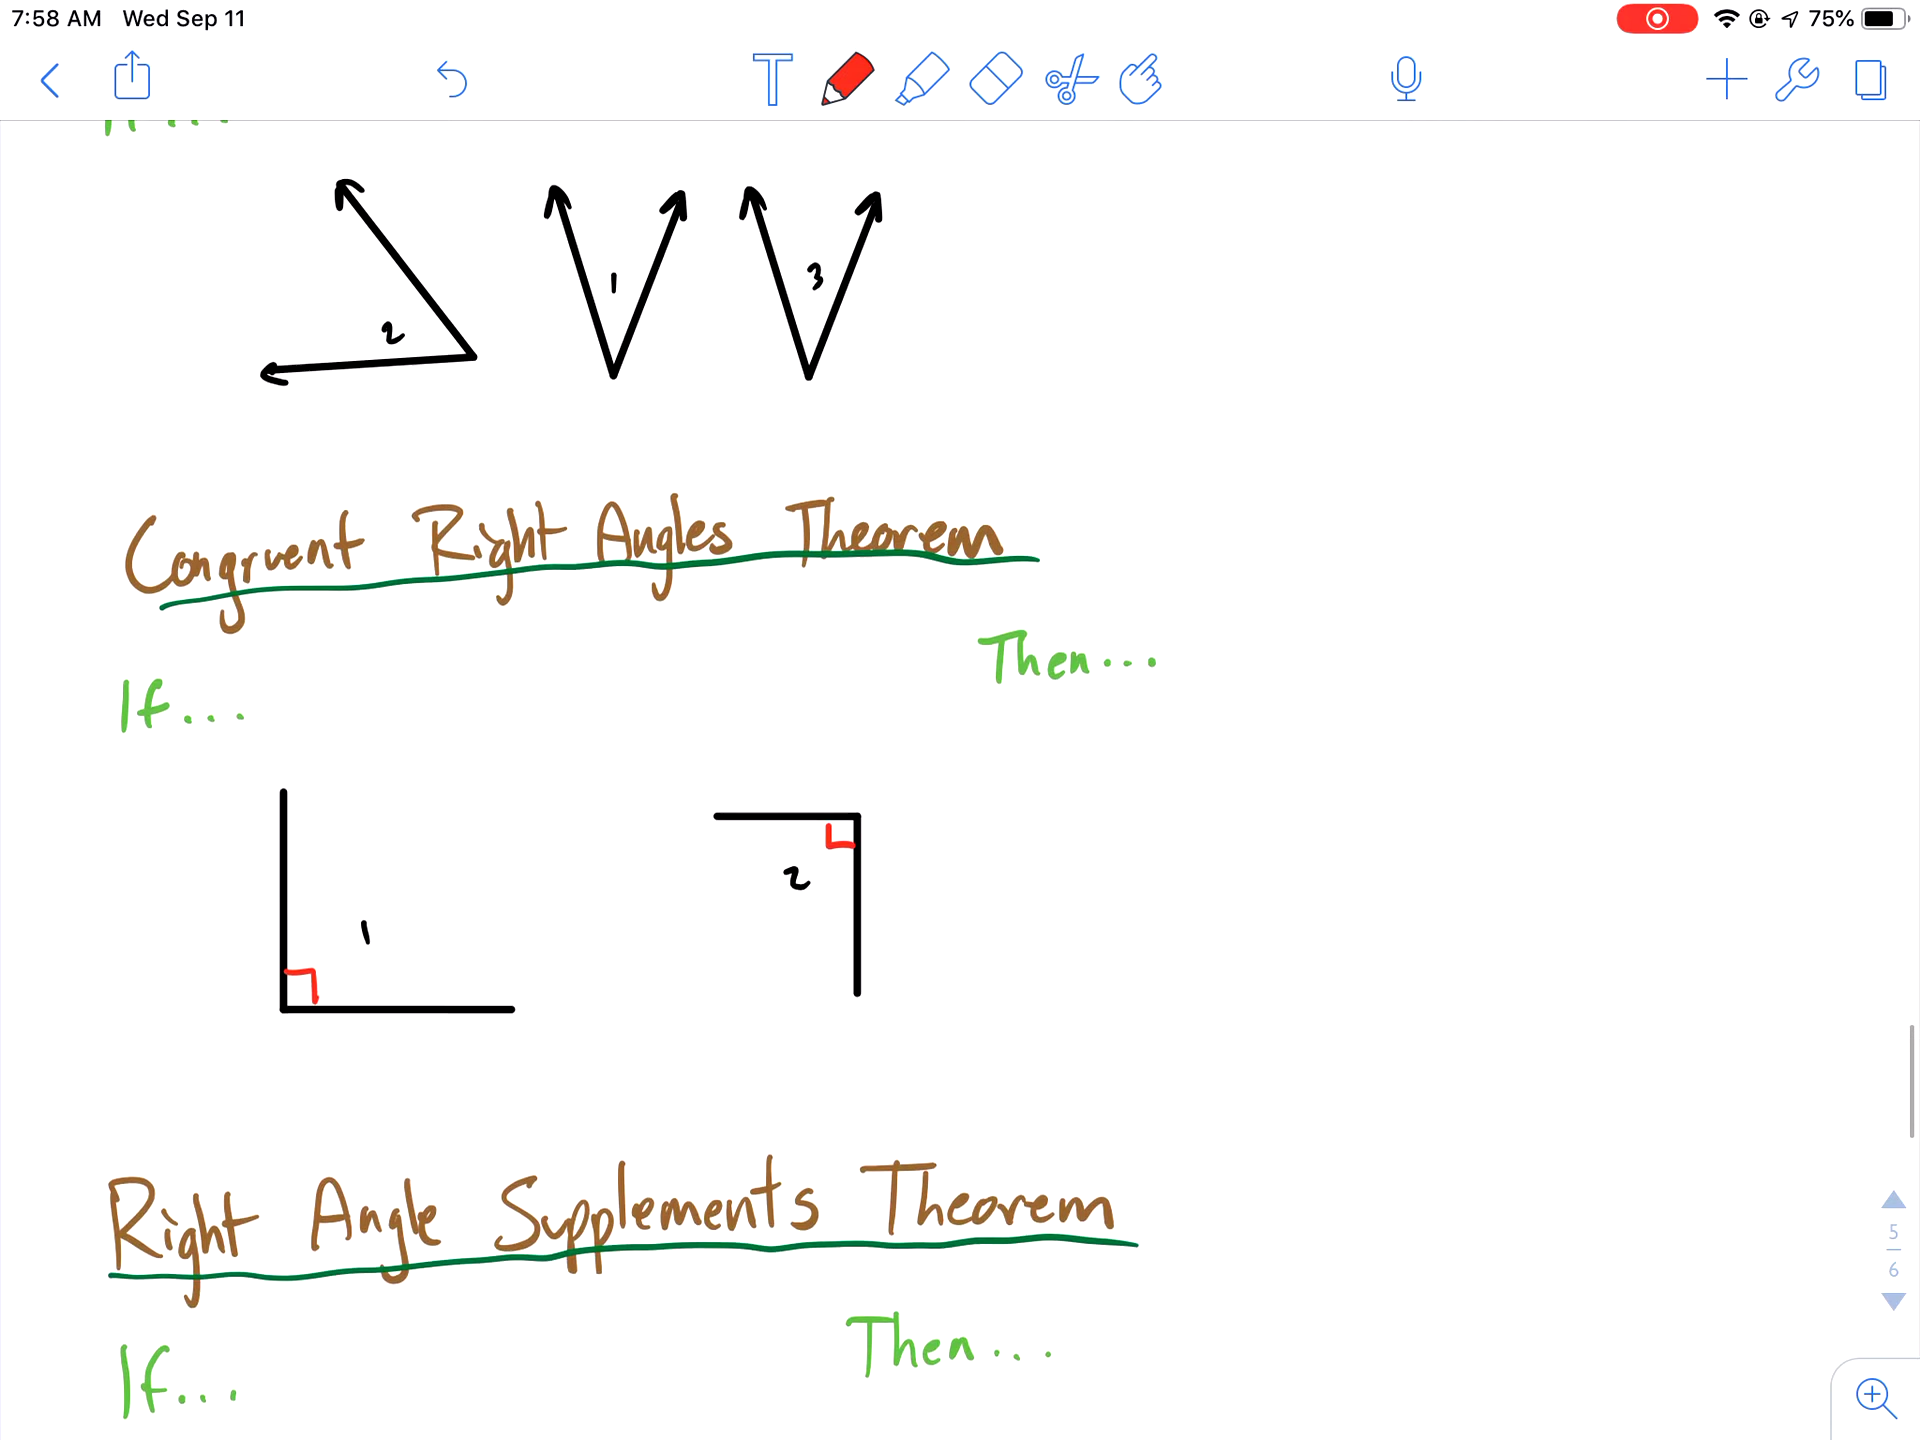 7:58 AM Wed Sep 11 75%
T
2 1 3
Congruent Right Angles Theorem
Then...
If...
2
1
Right Angle Supplements Theorem
5
6
Then...
If...